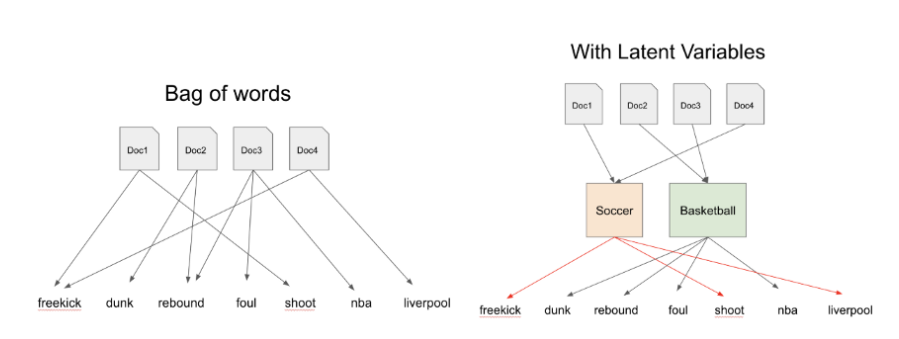 Bag of words
Doc1 Doc2 Doc3 Doc4
freekick dunk rebound foul shoot nba liverpool
With Latent Variables
Doc1 Doc2 Doc3 Doc4
Soccer Basketball
freekick dunk rebound foul shoot nba liverpool